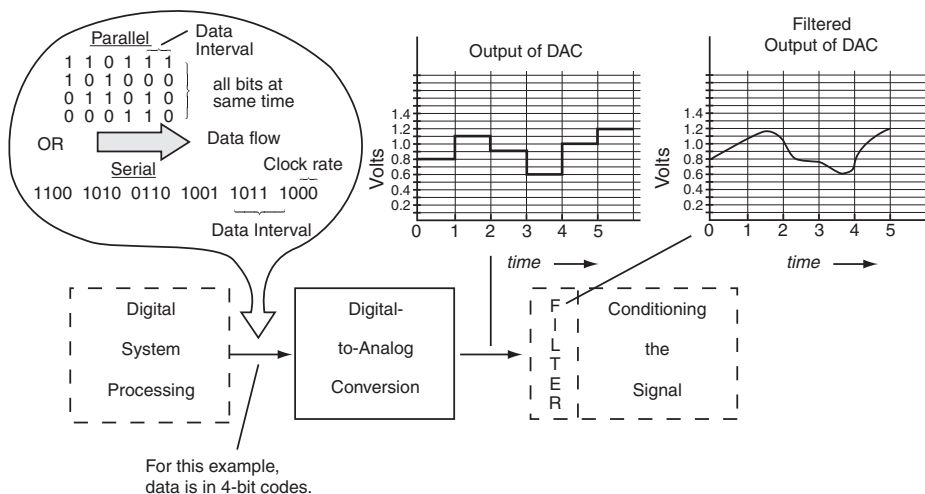 Parallel
Data
Interval
1 1 0 1 1 1
1 0 1 0 0 0
0 1 1 0 1 0
0 0 0 1 1 0
all bits at
same time
OR
Data flow
Serial
Clock rate
1100 1010 0110 1001 1011 1000
Data Interval
Output of DAC
Volts
1.4
1.2
1.0
0.8
0.6
0.4
0.2
0 1 2 3 4 5
time
Filtered
Output of DAC
Volts
1.4
1.2
1.0
0.8
0.6
0.4
0.2
0 1 2 3 4 5
time
Digital
System
Processing
Digital-
to-Analog
Conversion
F
I
L
T
E
R
Conditioning
the
Signal
For this example,
data is in 4-bit codes.